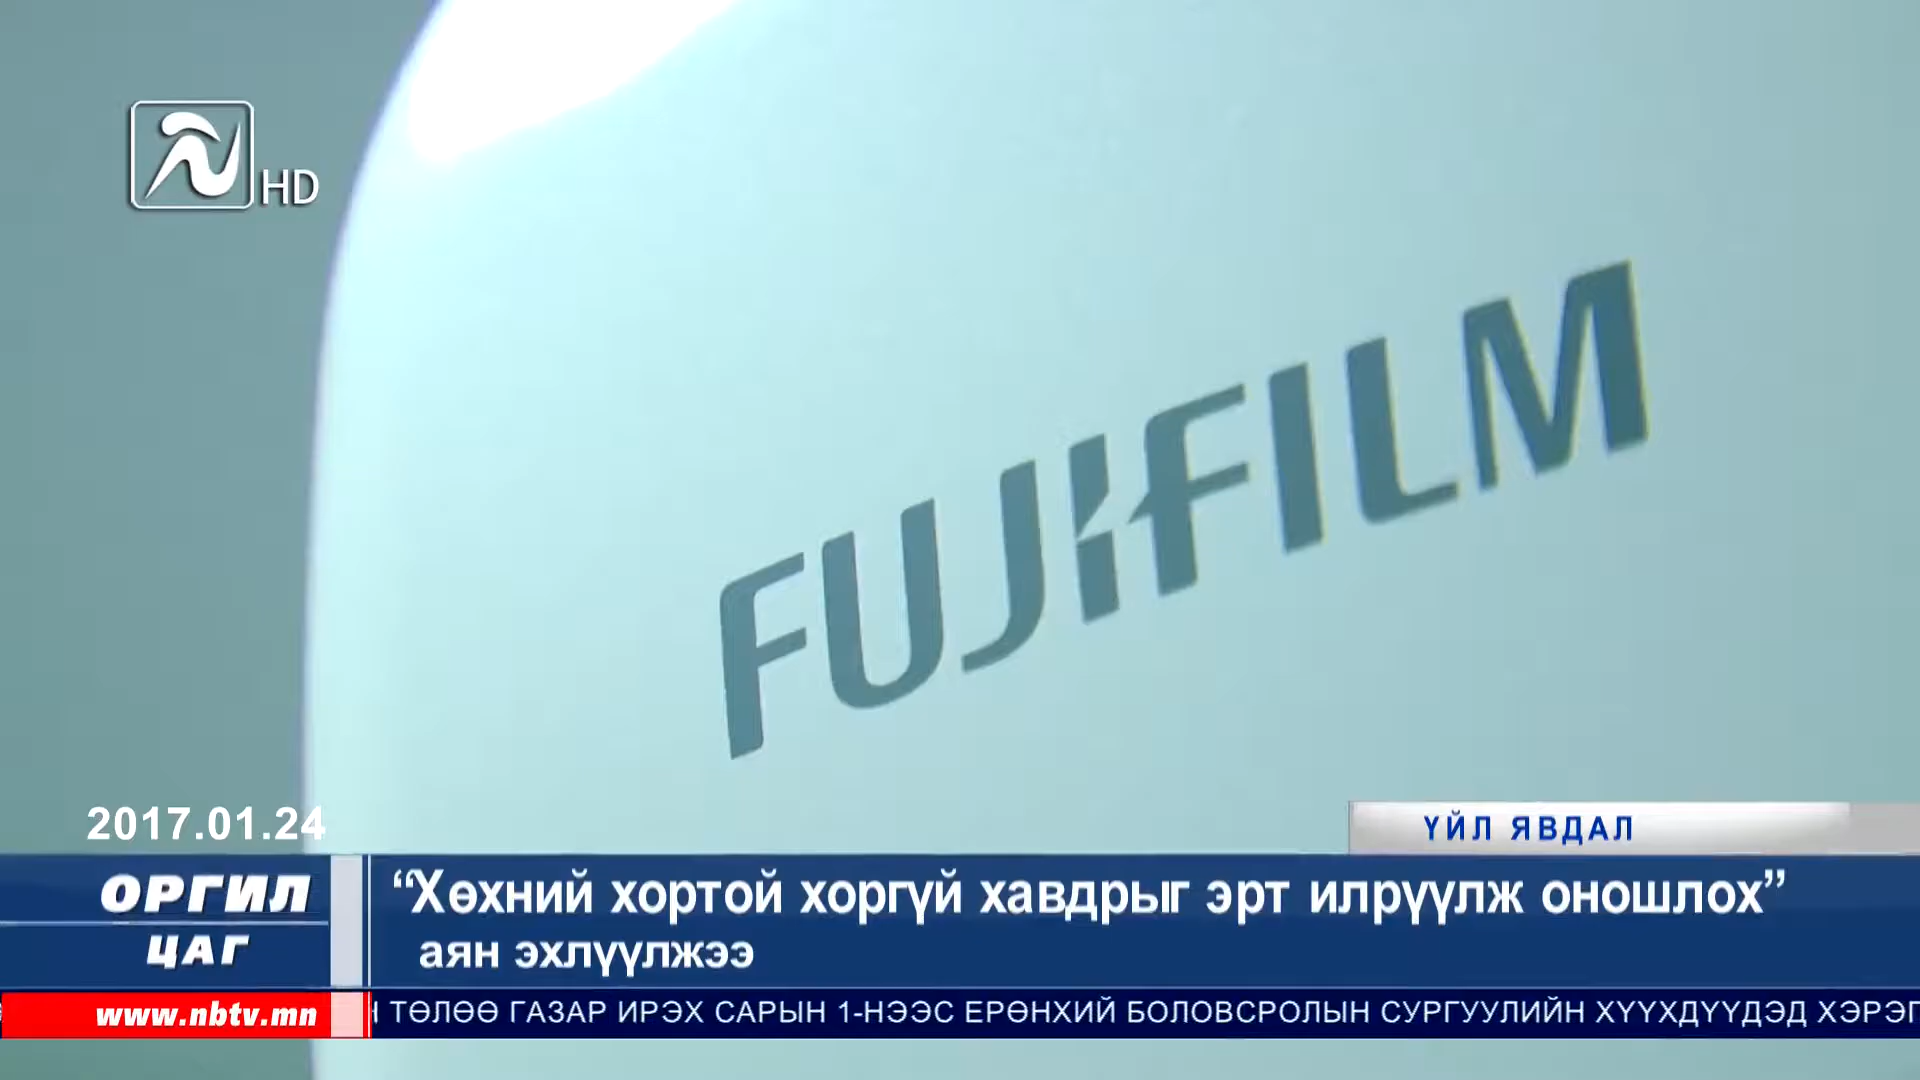 HD
FUJIFILM
2017.01.24
ҮЙЛ ЯВДАЛ
ОРГИЛ
ЦАГ
“Хөхний хортой хоргүй хавдрыг эрт илрүүлж оношлох”
аян эхлүүлжээ
www.nbtv.mn
ТӨЛӨӨ ГАЗАР ИРЭХ САРЫН 1-НЭЭС ЕРӨНХИЙ БОЛОВСРОЛЫН СУРГУУЛИЙН ХҮҮХДҮҮДЭД